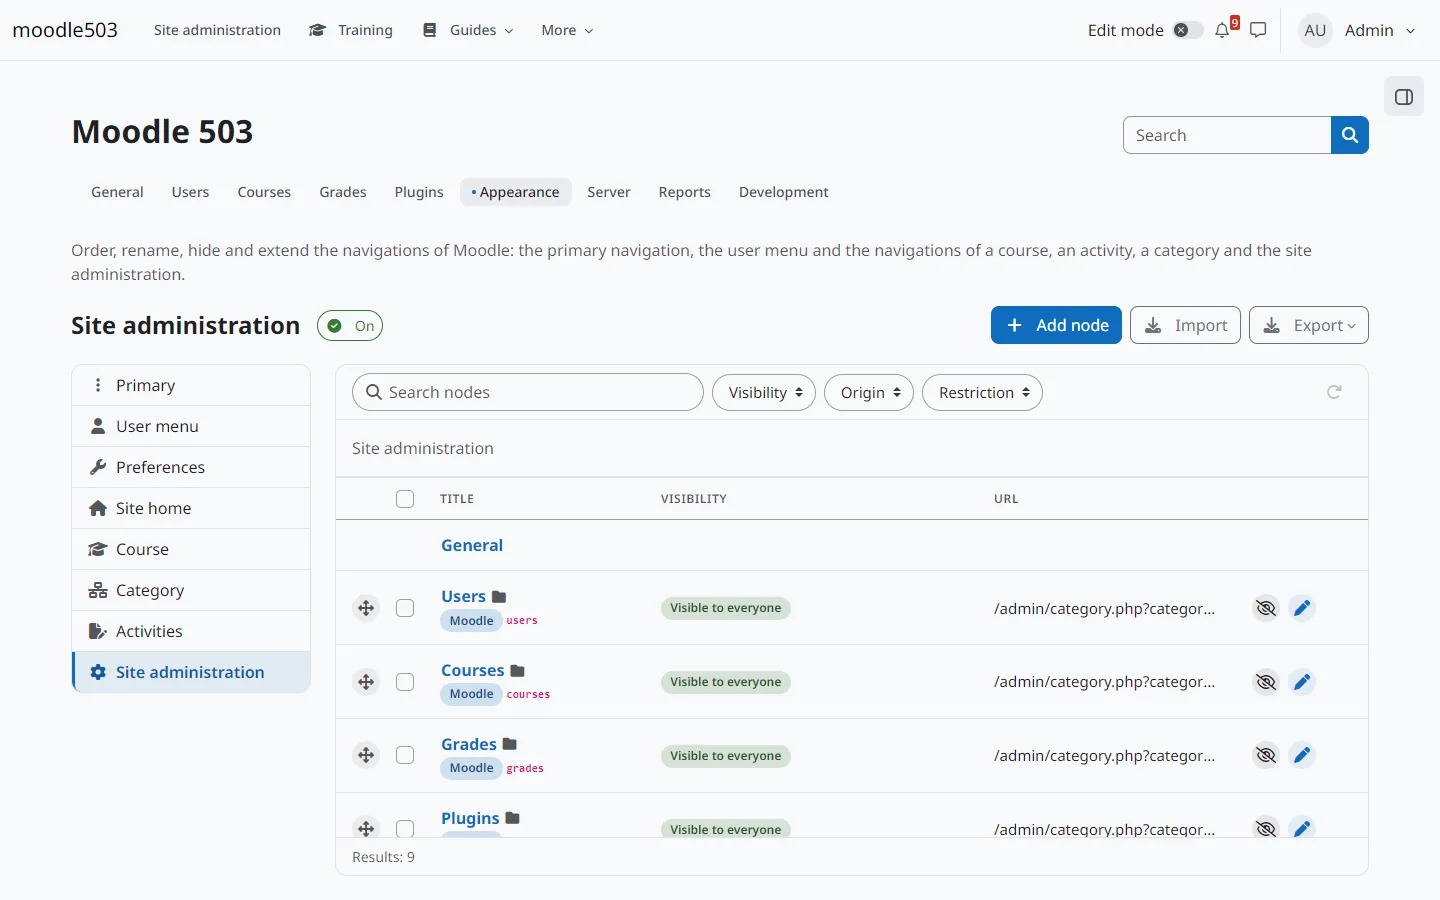 moodle503
Site administration
Training
Guides
More
Edit mode
9
AU
Admin
Moodle 503
Search
General
Users
Courses
Grades
Plugins
Appearance
Server
Reports
Development
Order, rename, hide and extend the navigations of Moodle: the primary navigation, the user menu and the navigations of a course, an activity, a category and the site
administration.
Site administration
On
Add node
Import
Export
Primary
User menu
Preferences
Site home
Course
Category
Activities
Site administration
Search nodes
Visibility
Origin
Restriction
Site administration
TITLE
VISIBILITY
URL
General
Users
Moodle users
Visible to everyone
/admin/category.php?categor...
Courses
Moodle courses
Visible to everyone
/admin/category.php?categor...
Grades
Moodle grades
Visible to everyone
/admin/category.php?categor...
Plugins
Visible to everyone
/admin/category.php?categor...
Results: 9